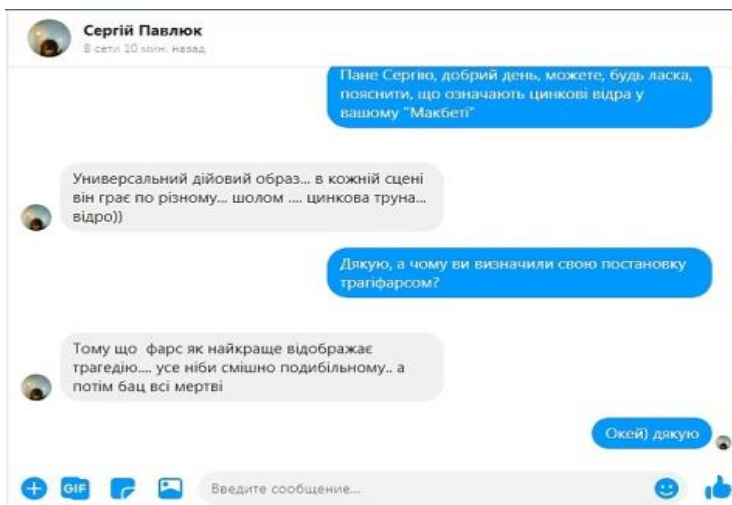 Сергій Павлюк
В сети 10 мин. назад
Пане Сергію, добрий день, можете, будь ласка,
пояснити, що означають цинкові відра у
вашому "Макбеті"
Универсальний дійовий образ... в кожній сцені
він грає по різному... шолом .... цинкова труна...
відро))
Дякую, а чому ви визначили свою постановку
трагіфарсом?
Тому що фарс як найкраще відображає
трагедію.... усе ніби смішно подибільному.. а
потім бац всі мертві
Окей) дякую
GIF
Введите сообщение...